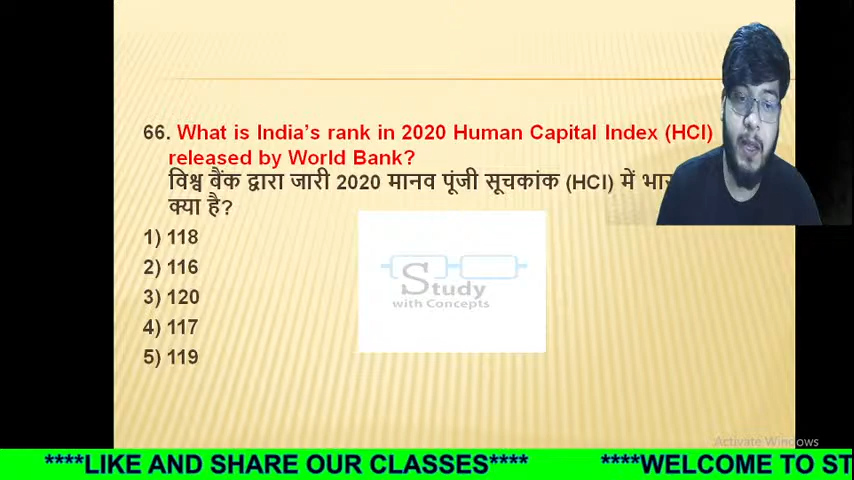 66. What is India's rank in 2020 Human Capital Index (HCI)
released by World Bank?
विश्व बैंक द्वारा जारी 2020 मानव पूंजी सूचकांक (HCI) में
क्या है?
1) 118
2) 116
3) 120
4) 117
5) 119
Study
with Concepts
Activate Windows
****LIKE AND SHARE OUR CLASSES**** ****WELCOME TO ST